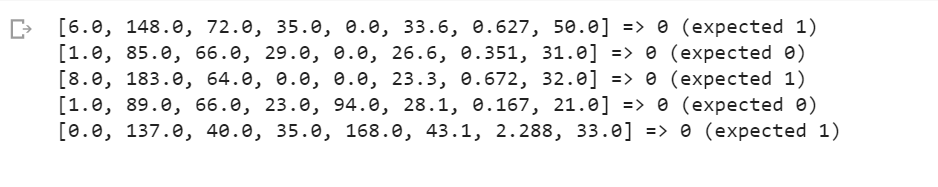 [6.0, 148.0, 72.0, 35.0, 0.0, 33.6, 0.627, 50.0] => 0 (expected 1)
[1.0, 85.0, 66.0, 29.0, 0.0, 26.6, 0.351, 31.0] => 0 (expected 0)
[8.0, 183.0, 64.0, 0.0, 0.0, 23.3, 0.672, 32.0] => 0 (expected 1)
[1.0, 89.0, 66.0, 23.0, 94.0, 28.1, 0.167, 21.0] => 0 (expected 0)
[0.0, 137.0, 40.0, 35.0, 168.0, 43.1, 2.288, 33.0] => 0 (expected 1)